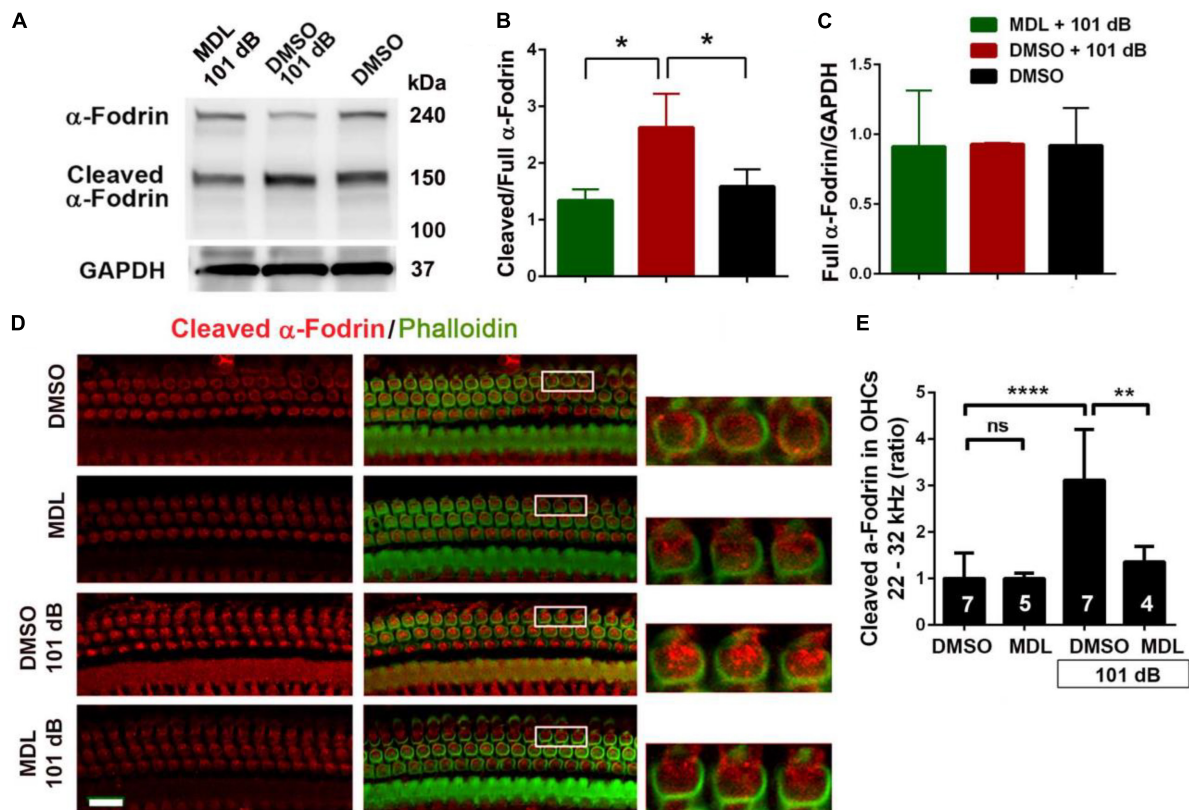 A
MDL
101 dB
DMSO
101 dB
DMSO
kDa
α-Fodrin
240
Cleaved
α-Fodrin
150
100
GAPDH
37
B
Cleaved/Full α-Fodrin
4
3
2
1
0
*
*
C
MDL + 101 dB
DMSO + 101 dB
DMSO
Full α-Fodrin/GAPDH
1.5
1.0
0.5
0.0
D
Cleaved α-Fodrin/Phalloidin
DMSO
MDL
DMSO
101 dB
MDL
101 dB
E
Cleaved a-Fodrin in OHCs
22 - 32 kHz (ratio)
5
4
3
2
1
0
****
**
ns
7
5
7
4
DMSO MDL DMSO MDL
101 dB